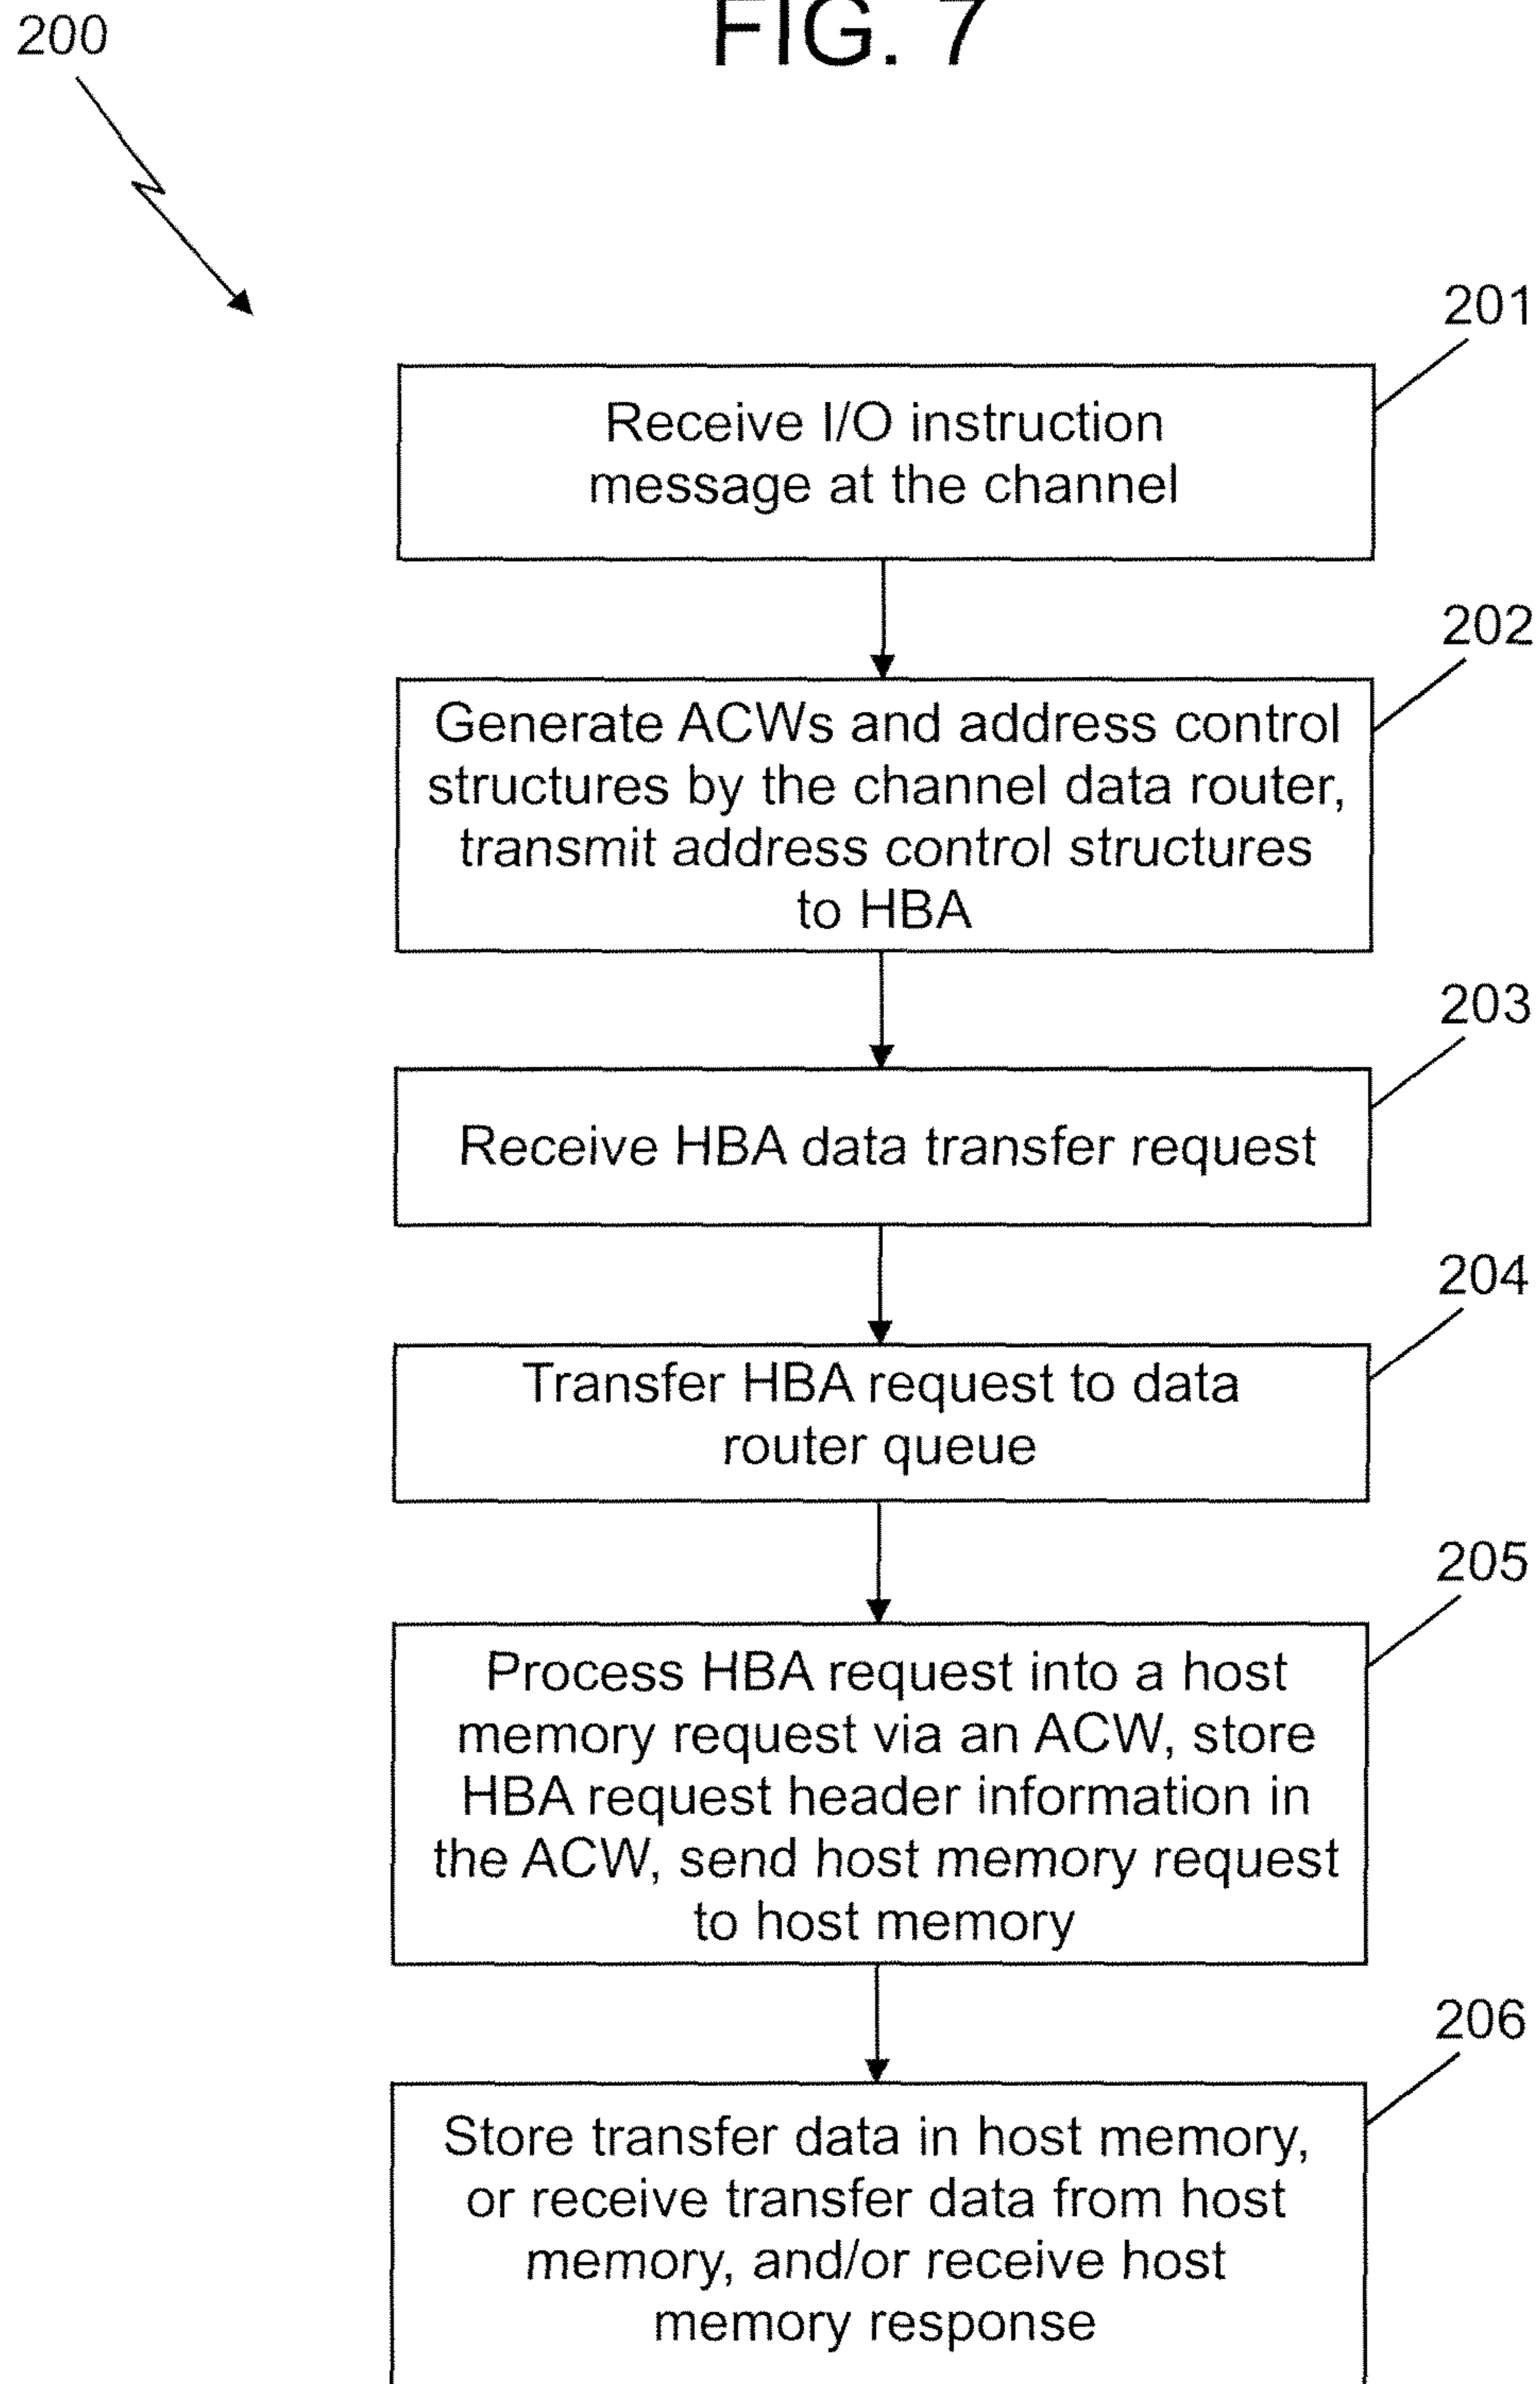 FIG. 7
200
201
Receive I/O instruction
message at the channel
202
Generate ACWs and address control
structures by the channel data router,
transmit address control structures
to HBA
203
Receive HBA data transfer request
204
Transfer HBA request to data
router queue
205
Process HBA request into a host
memory request via an ACW, store
HBA request header information in
the ACW, send host memory request
to host memory
206
Store transfer data in host memory,
or receive transfer data from host
memory, and/or receive host
memory response